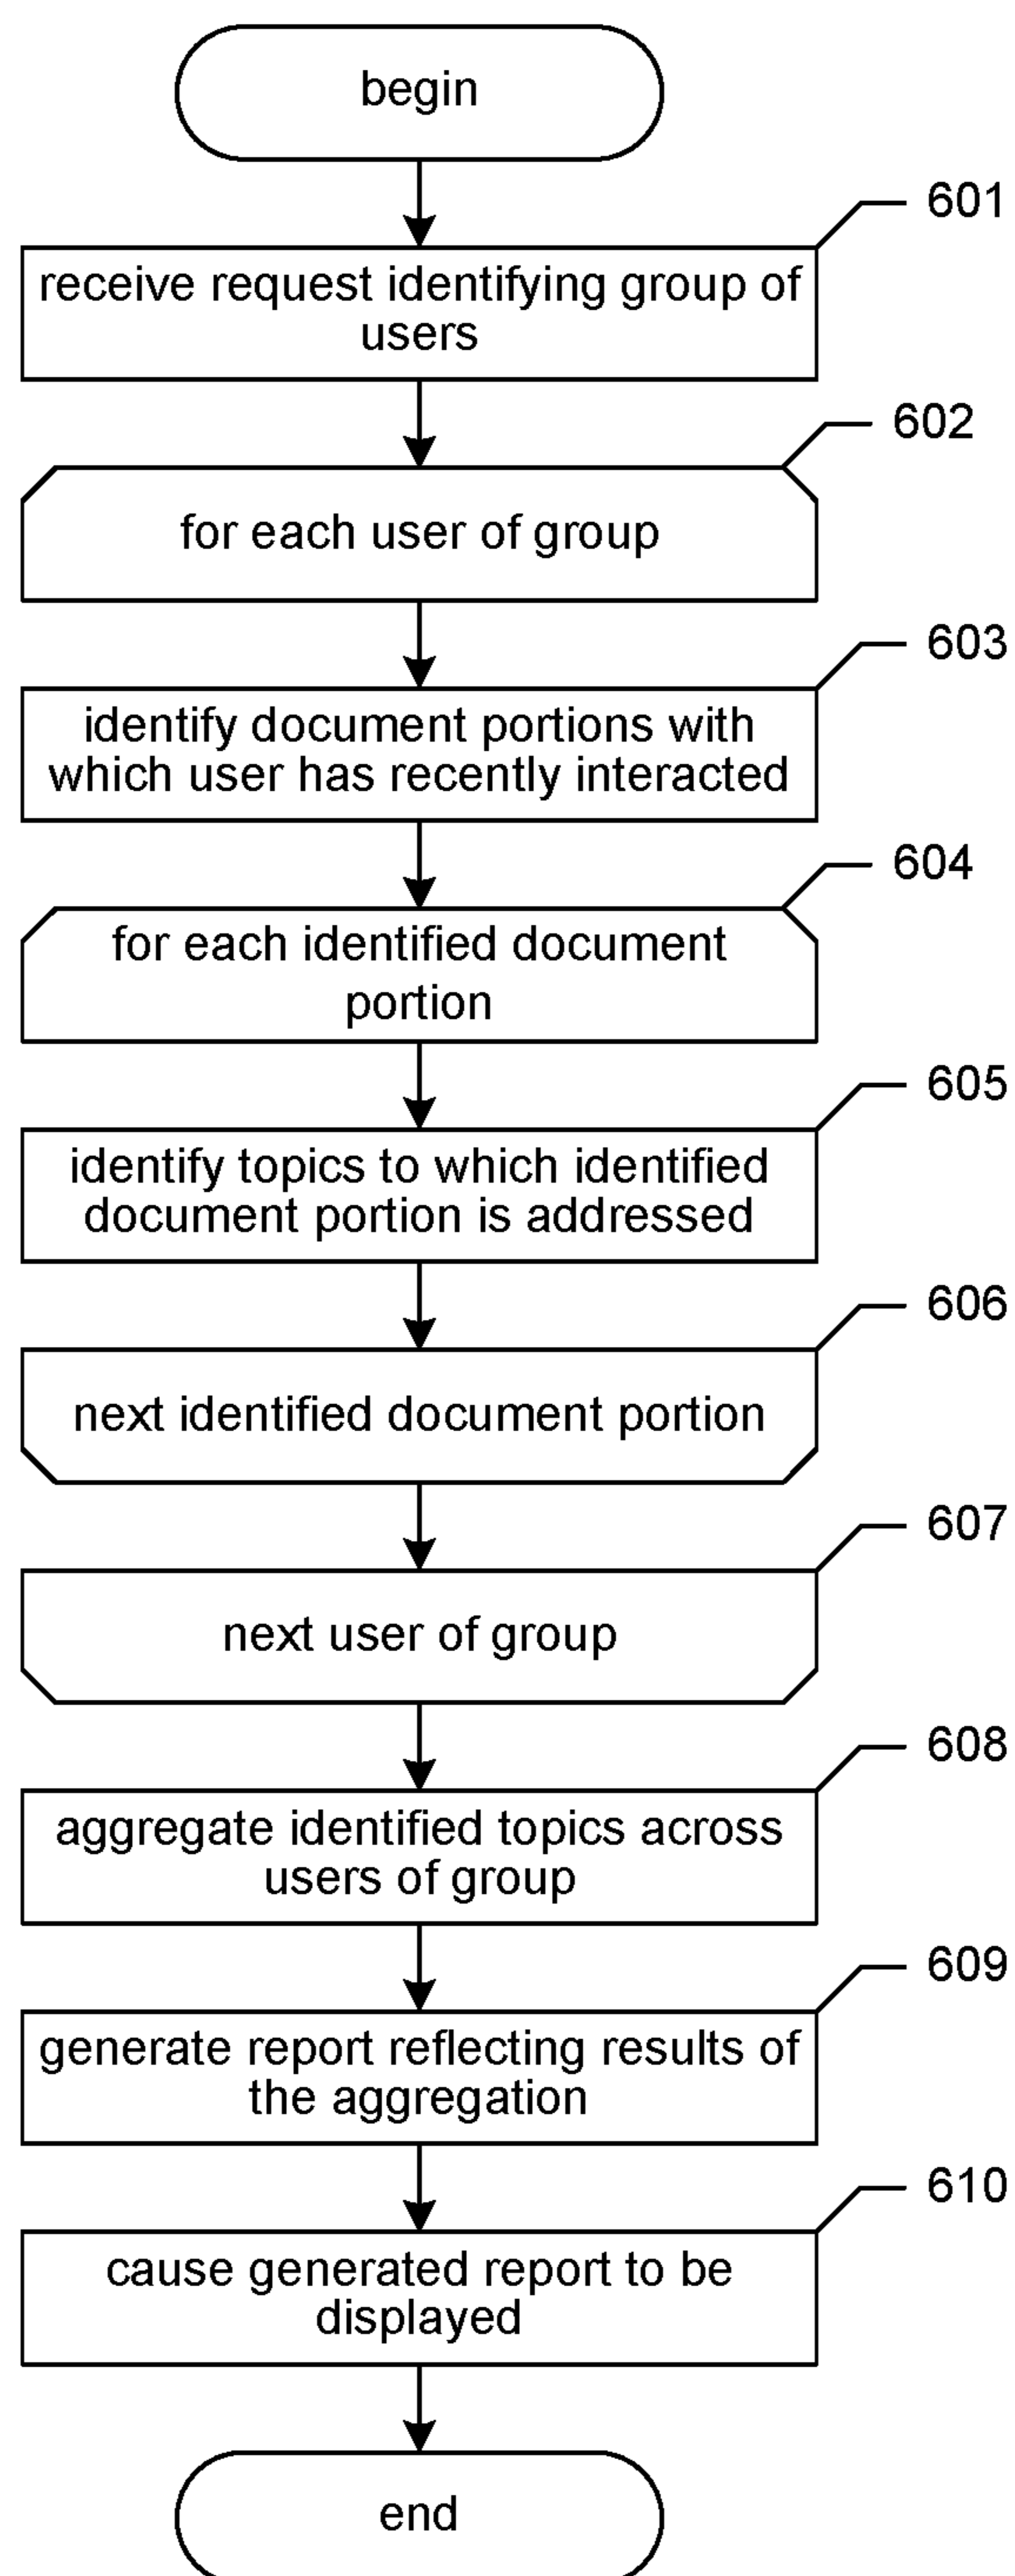 begin
601
receive request identifying group of
users
602
for each user of group
603
identify document portions with
which user has recently interacted
604
for each identified document
portion
605
identify topics to which identified
document portion is addressed
606
next identified document portion
607
next user of group
608
aggregate identified topics across
users of group
609
generate report reflecting results of
the aggregation
610
cause generated report to be
displayed
end